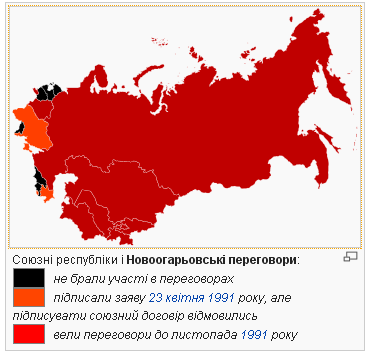 Союзні республіки і Новоогарьовські переговори:
не брали участі в переговорах
підписали заяву 23 квітня 1991 року, але
підписувати союзний договір відмовились
вели переговори до листопада 1991 року